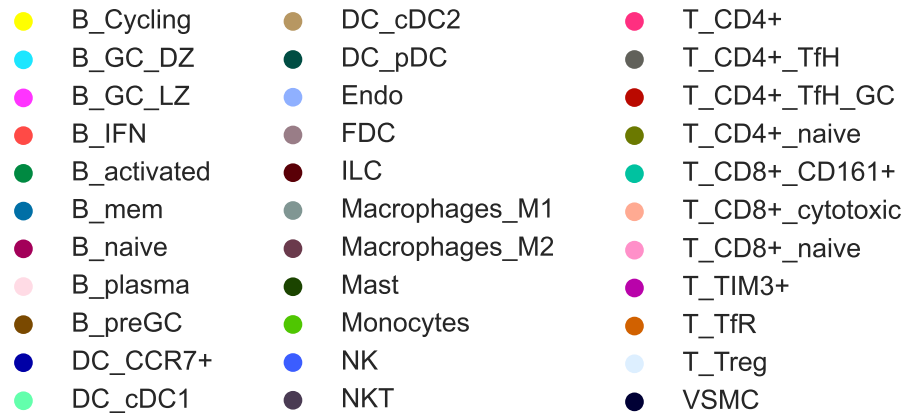 B_Cycling
B_GC_DZ
B_GC_LZ
B_IFN
B_activated
B_mem
B_naive
B_plasma
B_preGC
DC_CCR7+
DC_cDC1
DC_cDC2
DC_pDC
Endo
FDC
ILC
Macrophages_M1
Macrophages_M2
Mast
Monocytes
NK
NKT
T_CD4+
T_CD4+_TfH
T_CD4+_TfH_GC
T_CD4+_naive
T_CD8+_CD161+
T_CD8+_cytotoxic
T_CD8+_naive
T_TIM3+
T_TfR
T_Treg
VSMC